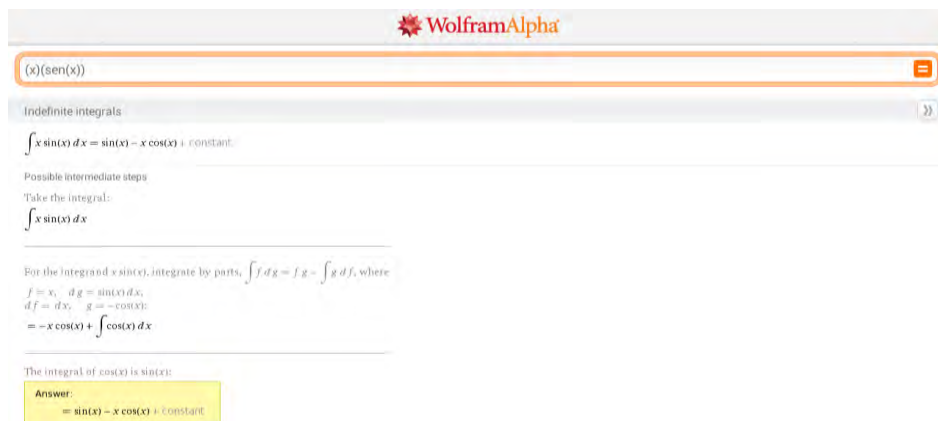 WolframAlpha
(x)(sen(x))
=
Indefinite integrals
∫x sin(x) dx = sin(x) − x cos(x) + constant
Possible intermediate steps
Take the integral:
∫x sin(x) dx
For the integrand x sin(x), integrate by parts, ∫f dg = f g − ∫g df, where
f = x, dg = sin(x) dx,
df = dx, g = −cos(x):
= −x cos(x) + ∫cos(x) dx
The integral of cos(x) is sin(x):
Answer:
= sin(x) − x cos(x) + constant